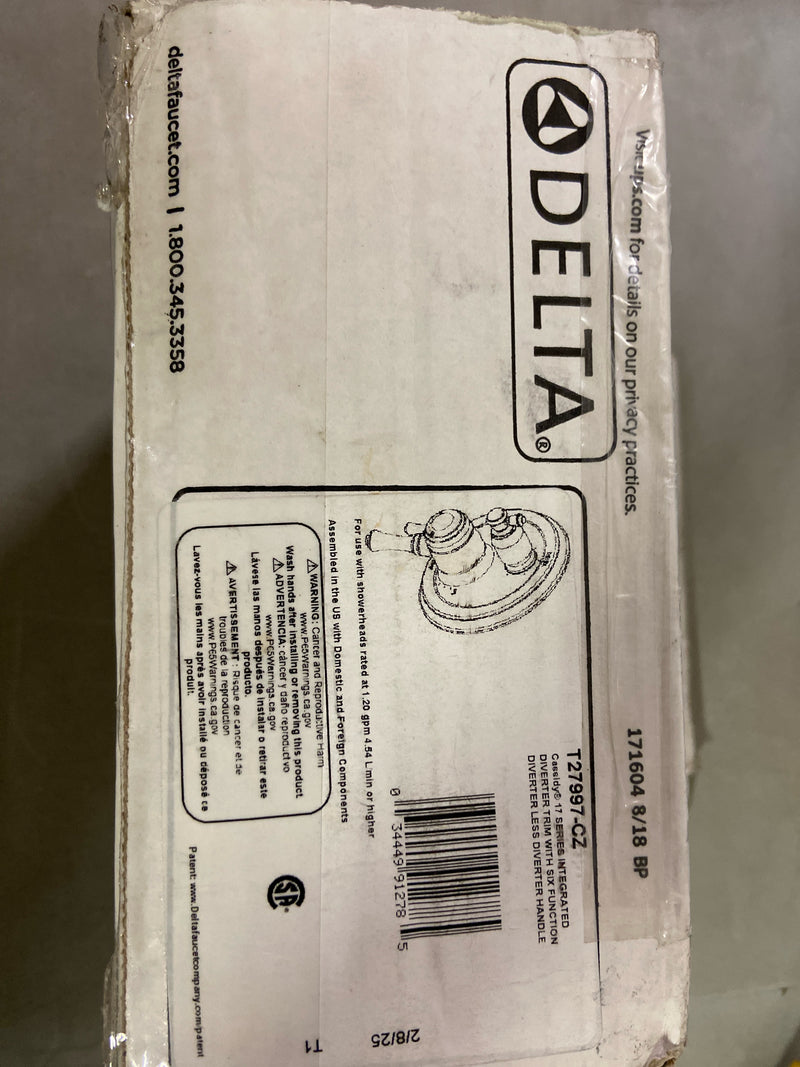 Visit ups.com for details on our privacy practices.
171604 8/18 BP
DELTA®
T27997-CZ
Cassidy® 17 SERIES INTEGRATED
DIVERTER TRIM WITH SIX FUNCTION
DIVERTER LESS DIVERTER HANDLE
0 34449 91278 5
For use with showerheads rated at 1.20 gpm 4.54 L/min or higher
Assembled in the US with Domestic and Foreign Components
⚠WARNING: Cancer and Reproductive Harm
www.P65Warnings.ca.gov
Wash hands after installing or removing this product
⚠ADVERTENCIA: cáncer y daño reproductivo
www.P65Warnings.ca.gov
Lávese las manos después de instalar o retirar este
producto.
⚠ AVERTISSEMENT : Risque de cancer et de
troubles de la reproduction
www.P65Warnings.ca.gov
Lavez-vous les mains après avoir installé ou déposé ce
produit.
SA®
2/8/25
T1
Patent: www.Deltafaucetcompany.com/patent
deltafaucet.com | 1.800.345.3358